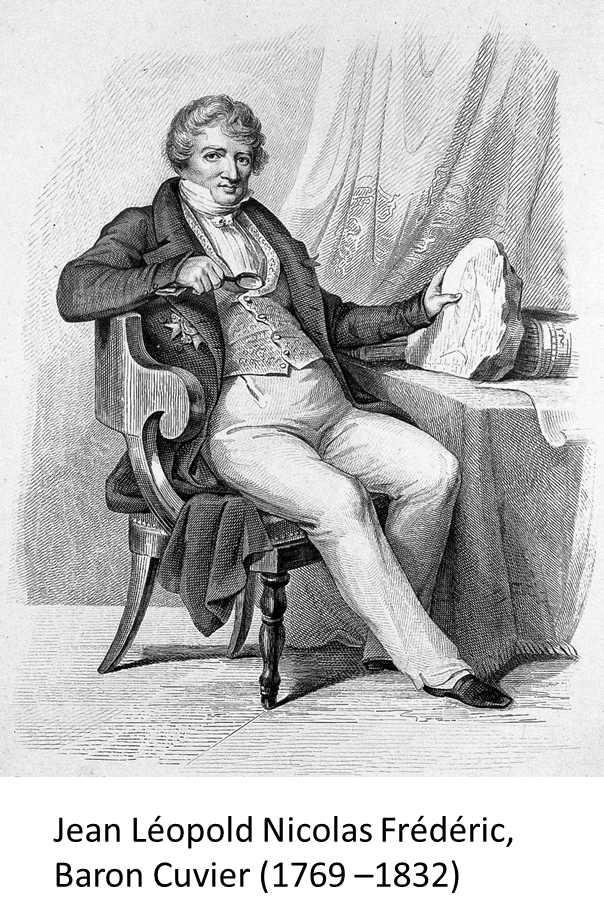 Jean Léopold Nicolas Frédéric,
Baron Cuvier (1769 –1832)